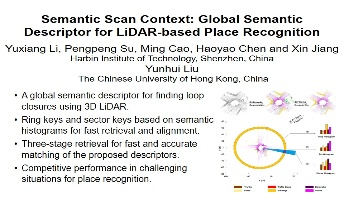 Semantic Scan Context: Global Semantic
Descriptor for LiDAR-based Place Recognition
Yuxiang Li, Pengpeng Su, Ming Cao, Haoyao Chen and Xin Jiang
Harbin Institute of Technology, Shenzhen, China
Yunhui Liu
The Chinese University of Hong Kong, China
• A global semantic descriptor for finding loop
closures using 3D LiDAR.
• Ring keys and sector keys based on semantic
histograms for fast retrieval and alignment.
• Three-stage retrieval for fast and accurate
matching of the proposed descriptors.
• Competitive performance in challenging
situations for place recognition.